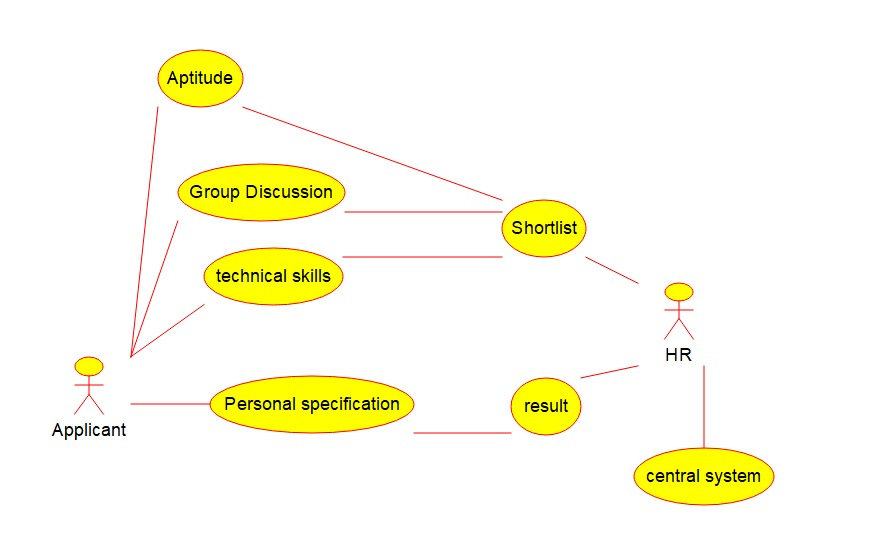 Aptitude
Group Discussion
Shortlist
technical skills
HR
Applicant
Personal specification
result
central system